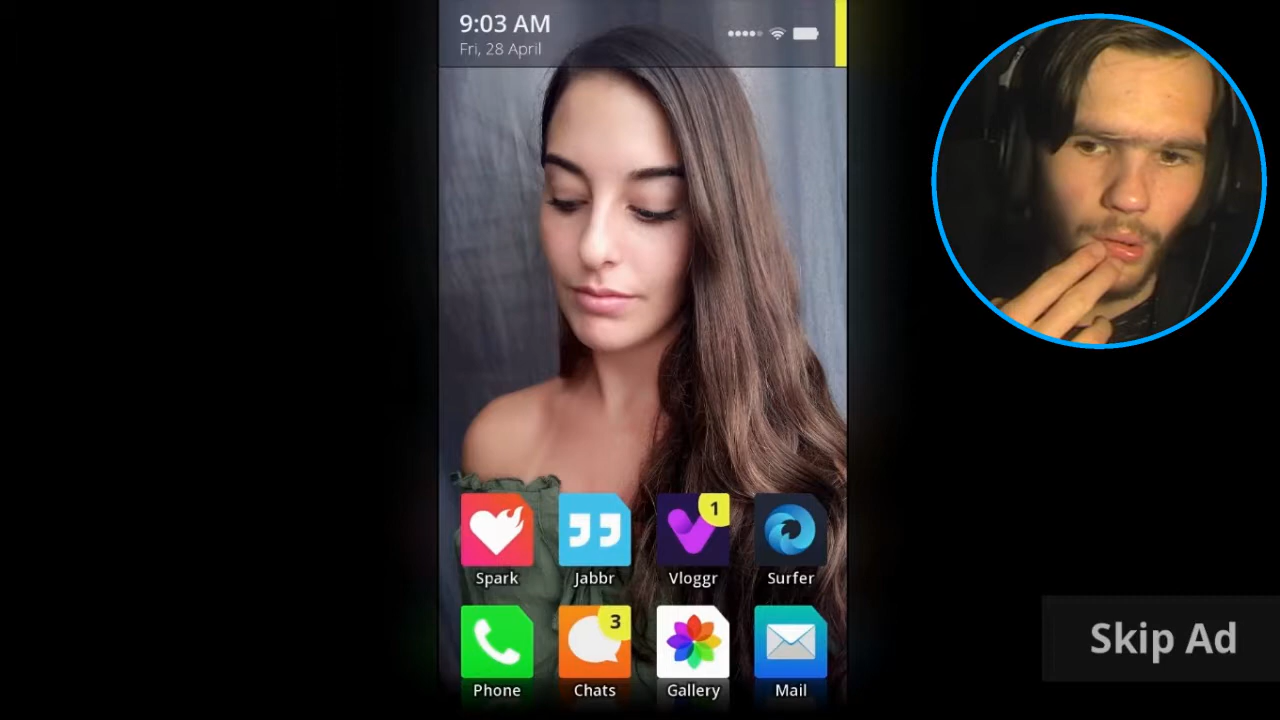 9:03 AM
Fri, 28 April
1
Spark
Jabbr
Vloggr
Surfer
3
Phone
Chats
Gallery
Mail
Skip Ad